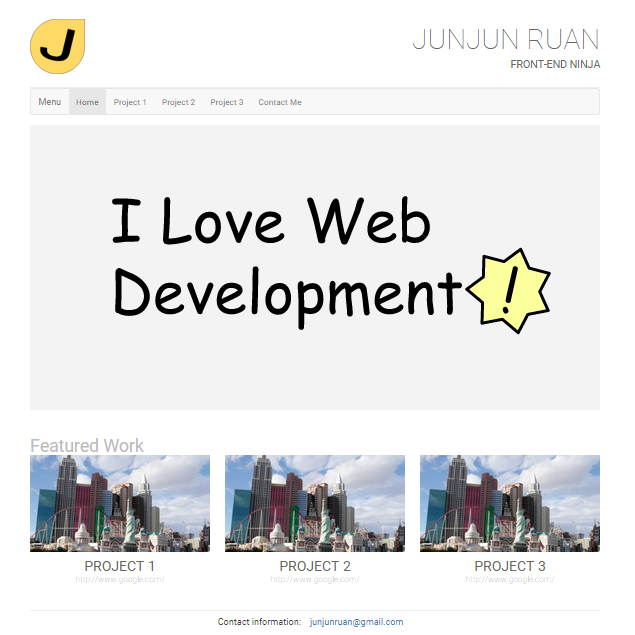 J
JUNJUN RUAN
FRONT-END NINJA
Menu Home Project 1 Project 2 Project 3 Contact Me
I Love Web
Development!
Featured Work
PROJECT 1 PROJECT 2 PROJECT 3
http://www.google.com/ http://www.google.com/ http://www.google.com/
Contact information: junjunruan@gmail.com